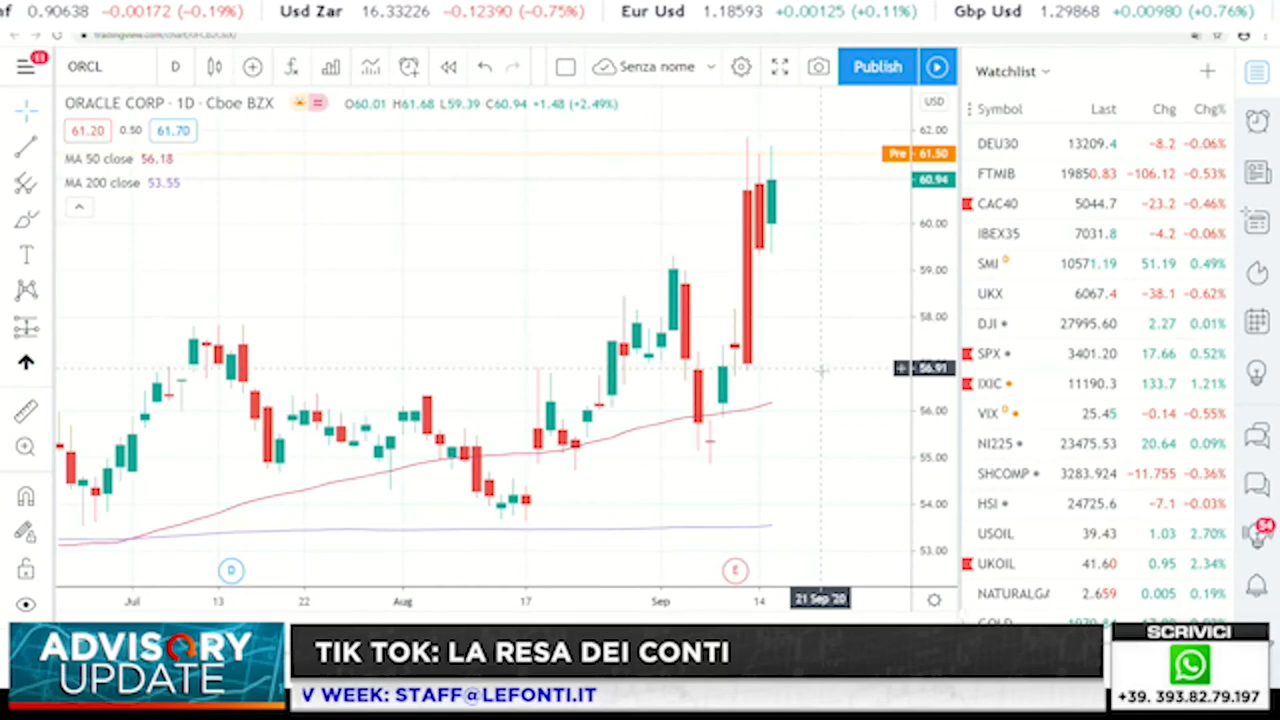 nf 0.90638 −0.00172 (−0.19%) Usd Zar 16.33226 −0.12390 (−0.75%) Eur Usd 1.18593 +0.00125 (+0.11%) Gbp Usd 1.29868 +0.00980 (+0.76%)
ORCL D Senza nome Publish
ORACLE CORP · 1D · Cboe BZX O60.01 H61.68 L59.39 C60.94 +1.48 (+2.49%)
61.20 0.50 61.70
MA 50 close 56.18
MA 200 close 53.55
USD
62.00
Pre 61.50
60.94
60.00
59.00
58.00
56.91
56.00
55.00
54.00
53.00
D E
Jul 13 22 Aug 17 Sep 14 21 Sep '20
Watchlist
Symbol Last Chg Chg%
DEU30 13209.4 −8.2 −0.06%
FTMIB 19850.83 −106.12 −0.53%
CAC40 5044.7 −23.2 −0.46%
IBEX35 7031.8 −4.2 −0.06%
SMI D 10571.19 51.19 0.49%
UKX 6067.4 −38.1 −0.62%
DJI 27995.60 2.27 0.01%
SPX 3401.20 17.66 0.52%
IXIC 11190.3 133.7 1.21%
VIX D 25.45 −0.14 −0.55%
NI225 23475.53 20.64 0.09%
SHCOMP 3283.924 −11.755 −0.36%
HSI 24725.6 −7.1 −0.03%
USOIL 39.43 1.03 2.70%
UKOIL 41.60 0.95 2.34%
NATURALGA 2.659 0.005 0.19%
54
ADVISORY
UPDATE
TIK TOK: LA RESA DEI CONTI
V WEEK: STAFF@LEFONTI.IT
SCRIVICI
+39. 393.82.79.197